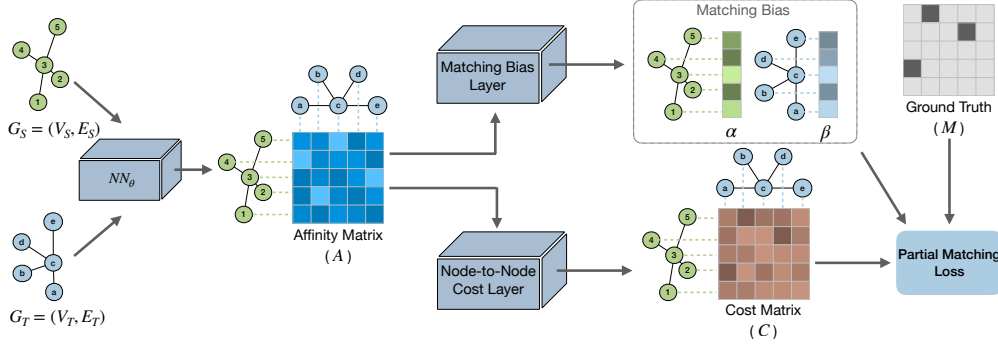 5
4
3
2
1
G_S = (V_S, E_S)
e
d
c
b
a
G_T = (V_T, E_T)
NN_θ
b
d
a
c
e
5
4
3
2
1
Affinity Matrix
(A)
Matching Bias
Layer
Node-to-Node
Cost Layer
Matching Bias
5
4
3
2
1
α
e
d
c
b
a
β
b
d
a
c
e
5
4
3
2
1
Cost Matrix
(C)
Ground Truth
(M)
Partial Matching
Loss